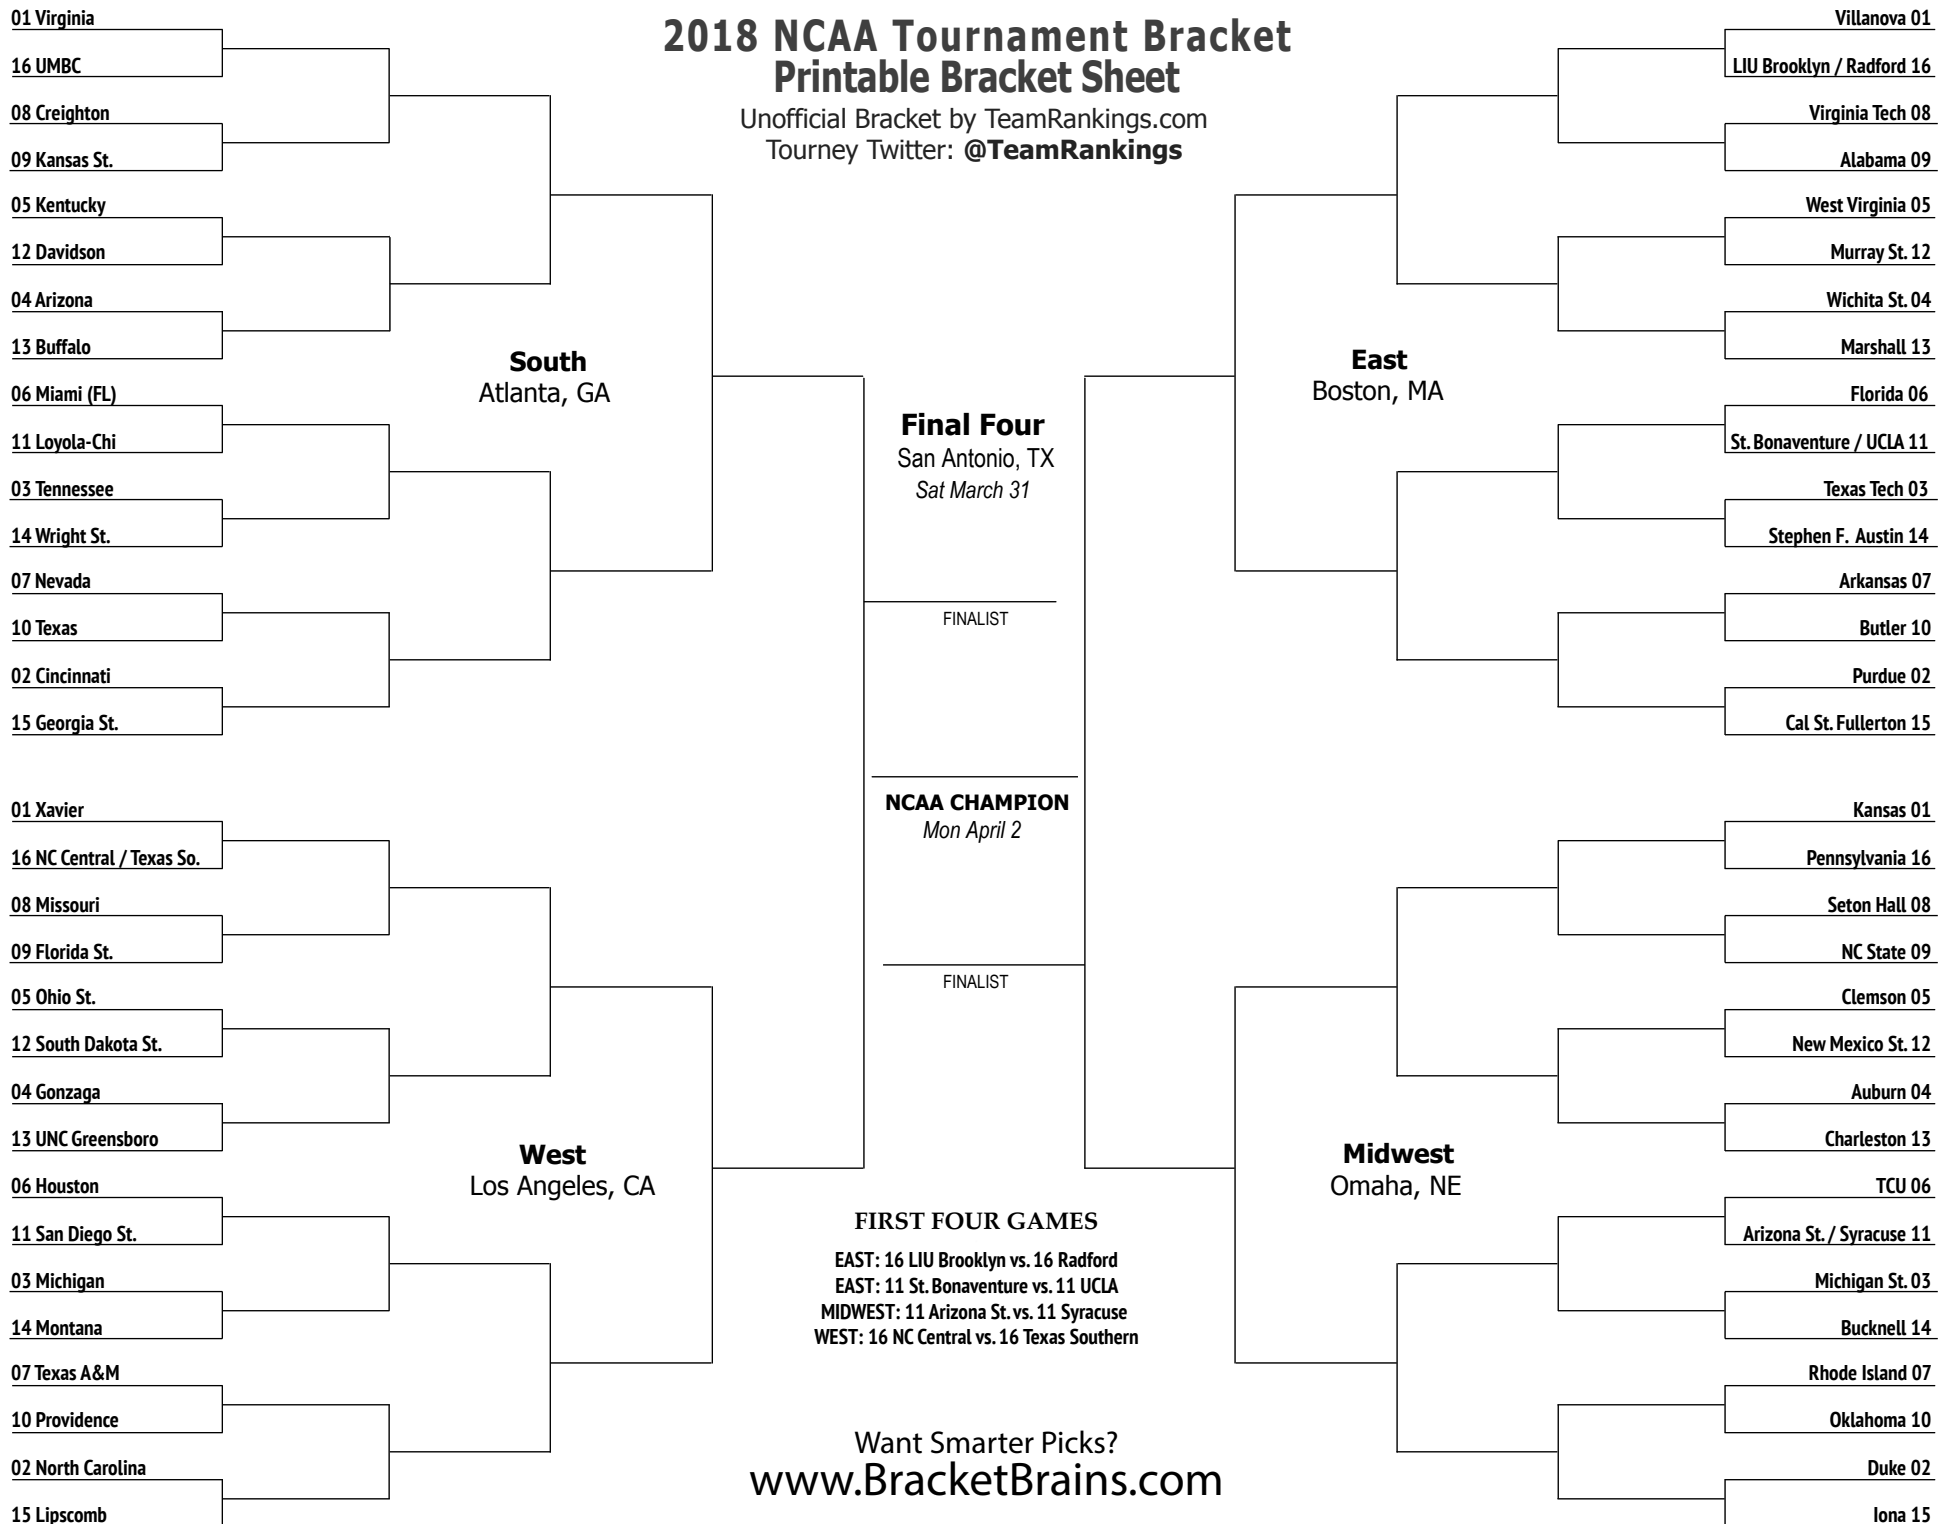 2018 NCAA Tournament Bracket
Printable Bracket Sheet
Unofficial Bracket by TeamRankings.com
Tourney Twitter: @TeamRankings
01 Virginia
16 UMBC
08 Creighton
09 Kansas St.
05 Kentucky
12 Davidson
04 Arizona
13 Buffalo
06 Miami (FL)
11 Loyola-Chi
03 Tennessee
14 Wright St.
07 Nevada
10 Texas
02 Cincinnati
15 Georgia St.
South
Atlanta, GA
01 Xavier
16 NC Central / Texas So.
08 Missouri
09 Florida St.
05 Ohio St.
12 South Dakota St.
04 Gonzaga
13 UNC Greensboro
06 Houston
11 San Diego St.
03 Michigan
14 Montana
07 Texas A&M
10 Providence
02 North Carolina
15 Lipscomb
West
Los Angeles, CA
Final Four
San Antonio, TX
Sat March 31
FINALIST
NCAA CHAMPION
Mon April 2
FINALIST
FIRST FOUR GAMES
EAST: 16 LIU Brooklyn vs. 16 Radford
EAST: 11 St. Bonaventure vs. 11 UCLA
MIDWEST: 11 Arizona St. vs. 11 Syracuse
WEST: 16 NC Central vs. 16 Texas Southern
Want Smarter Picks?
www.BracketBrains.com
Villanova 01
LIU Brooklyn / Radford 16
Virginia Tech 08
Alabama 09
West Virginia 05
Murray St. 12
Wichita St. 04
Marshall 13
Florida 06
St. Bonaventure / UCLA 11
Texas Tech 03
Stephen F. Austin 14
Arkansas 07
Butler 10
Purdue 02
Cal St. Fullerton 15
East
Boston, MA
Kansas 01
Pennsylvania 16
Seton Hall 08
NC State 09
Clemson 05
New Mexico St. 12
Auburn 04
Charleston 13
TCU 06
Arizona St. / Syracuse 11
Michigan St. 03
Bucknell 14
Rhode Island 07
Oklahoma 10
Duke 02
Iona 15
Midwest
Omaha, NE